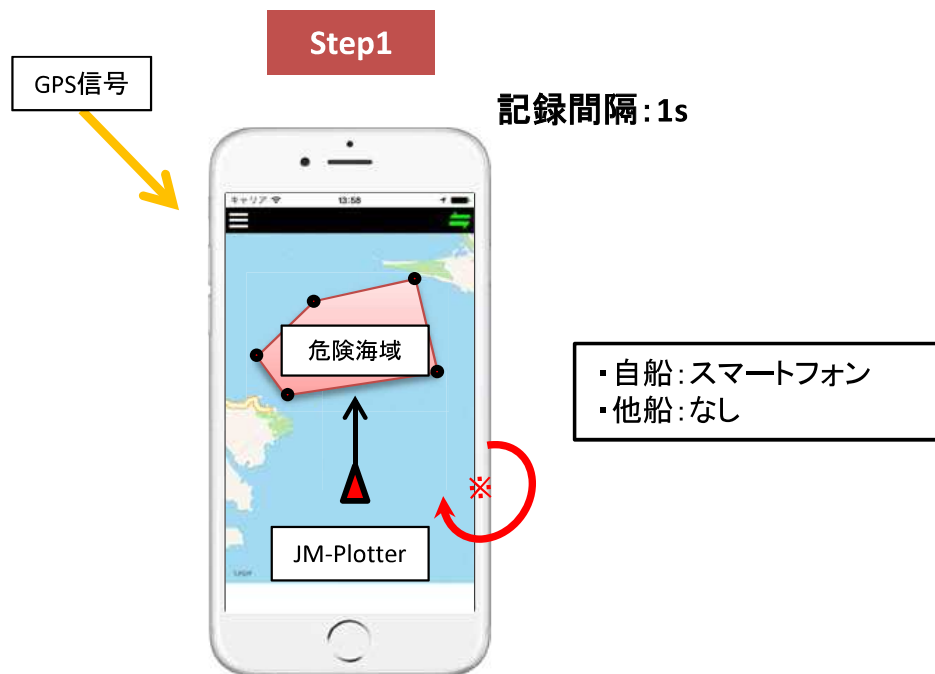 Step1
GPS信号
記録間隔：1s
キャリア 13:58
危険海域
・自船：スマートフォン
・他船：なし
※
JM-Plotter